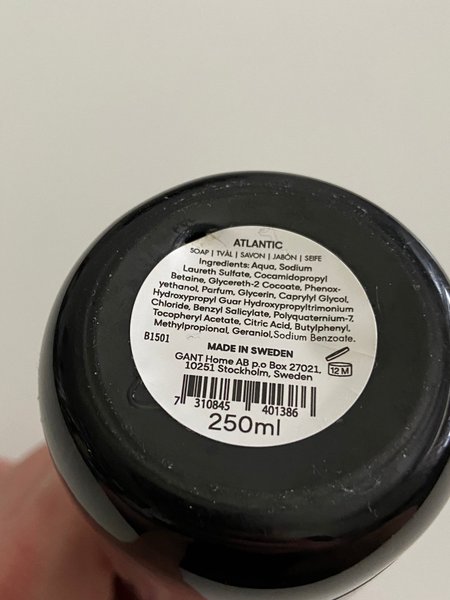 ATLANTIC
SOAP | TVÅL | SAVON | JABÓN | SEIFE
Ingredients: Aqua, Sodium
Laureth Sulfate, Cocamidopropyl
Betaine, Glycereth-2 Cocoate, Phenox-
yethanol, Parfum, Glycerin, Caprylyl Glycol,
Hydroxypropyl Guar Hydroxypropyltrimonium
Chloride, Benzyl Salicylate, Polyquaternium-7,
Tocopheryl Acetate, Citric Acid, Butylphenyl,
Methylpropional, Geraniol,Sodium Benzoate.
B1501
MADE IN SWEDEN
GANT Home AB p.o Box 27021,
10251 Stockholm, Sweden
12 M
7 310845 401386
250ml